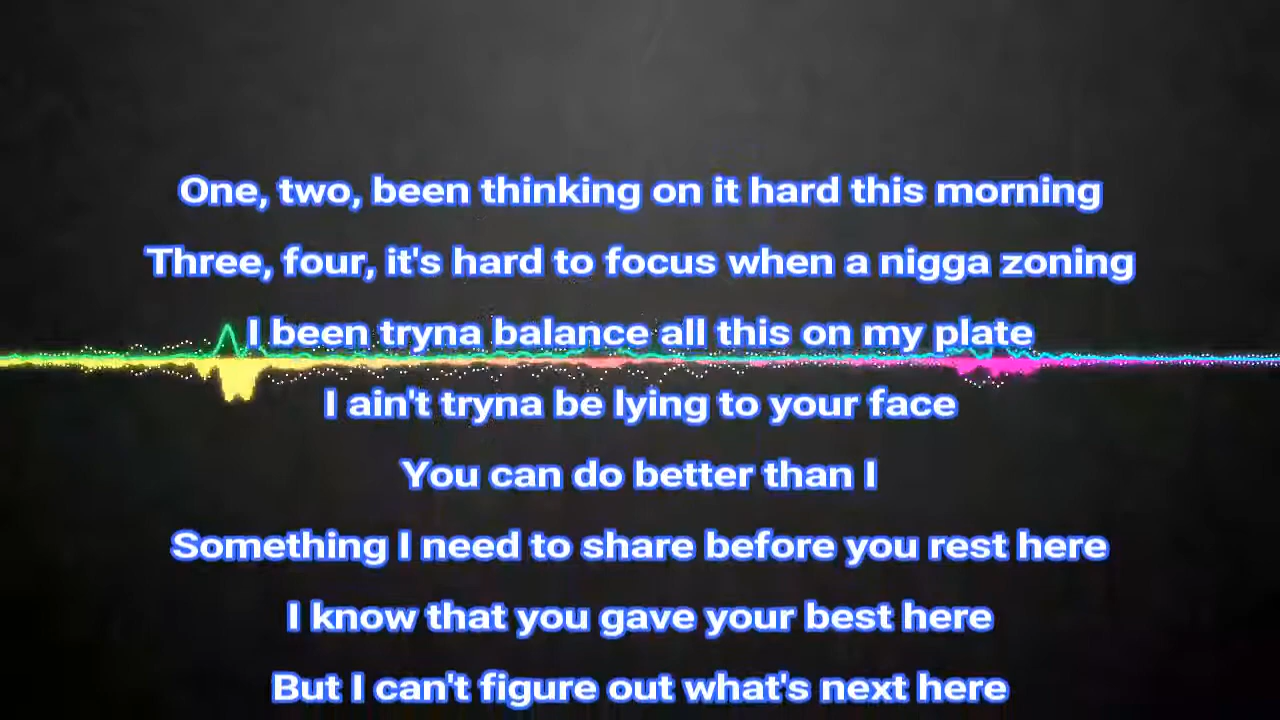 One, two, been thinking on it hard this morning
Three, four, it's hard to focus when a nigga zoning
I been tryna balance all this on my plate
I ain't tryna be lying to your face
You can do better than I
Something I need to share before you rest here
I know that you gave your best here
But I can't figure out what's next here